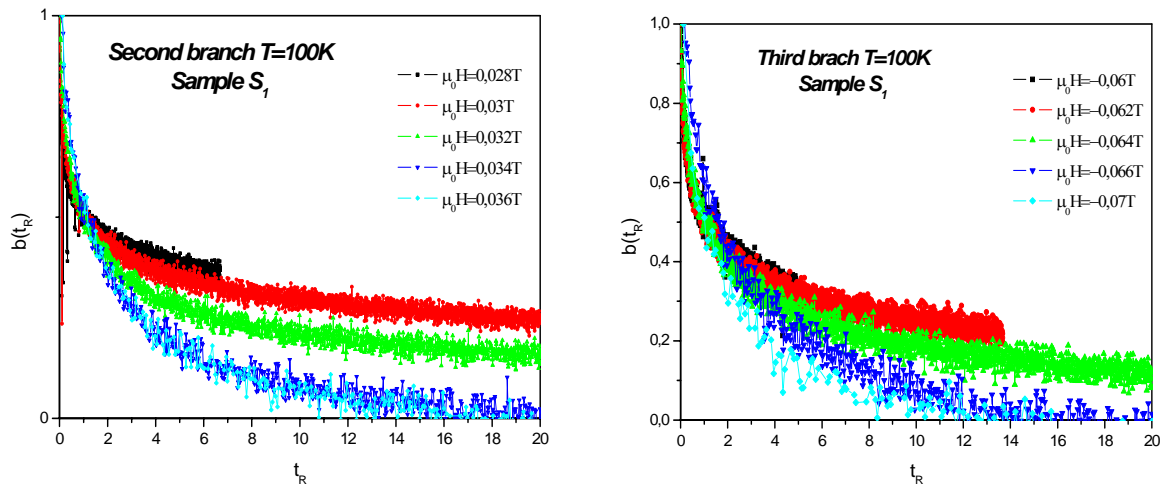 Second branch T=100K
Sample S₁
μ₀H=0,028T
μ₀H=0,03T
μ₀H=0,032T
μ₀H=0,034T
μ₀H=0,036T
1
0
b(t_R)
0 2 4 6 8 10 12 14 16 18 20
t_R
Third brach T=100K
Sample S₁
μ₀H=−0,06T
μ₀H=−0,062T
μ₀H=−0,064T
μ₀H=−0,066T
μ₀H=−0,07T
1,0
0,8
0,6
0,4
0,2
0,0
b(t_R)
0 2 4 6 8 10 12 14 16 18 20
t_R